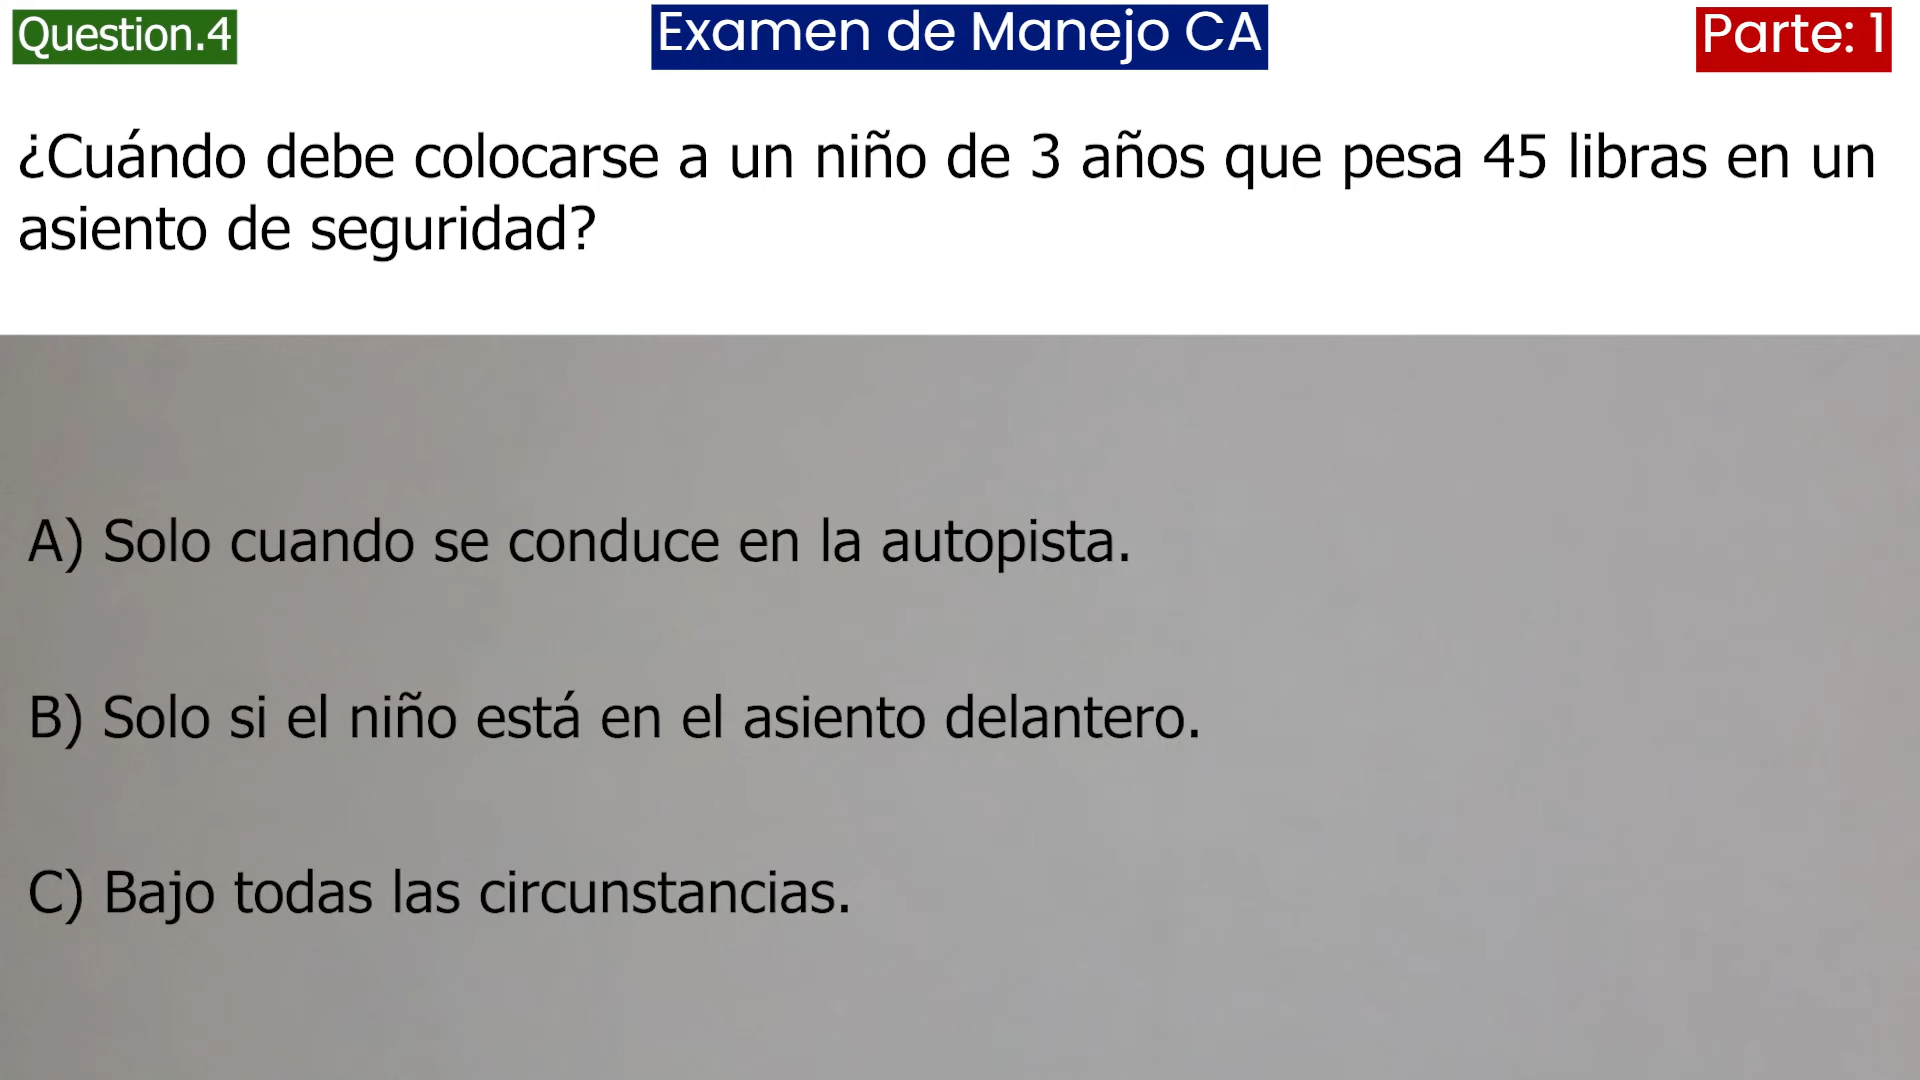 Question.4
Examen de Manejo CA
Parte: 1
¿Cuándo debe colocarse a un niño de 3 años que pesa 45 libras en un
asiento de seguridad?
A) Solo cuando se conduce en la autopista.
B) Solo si el niño está en el asiento delantero.
C) Bajo todas las circunstancias.